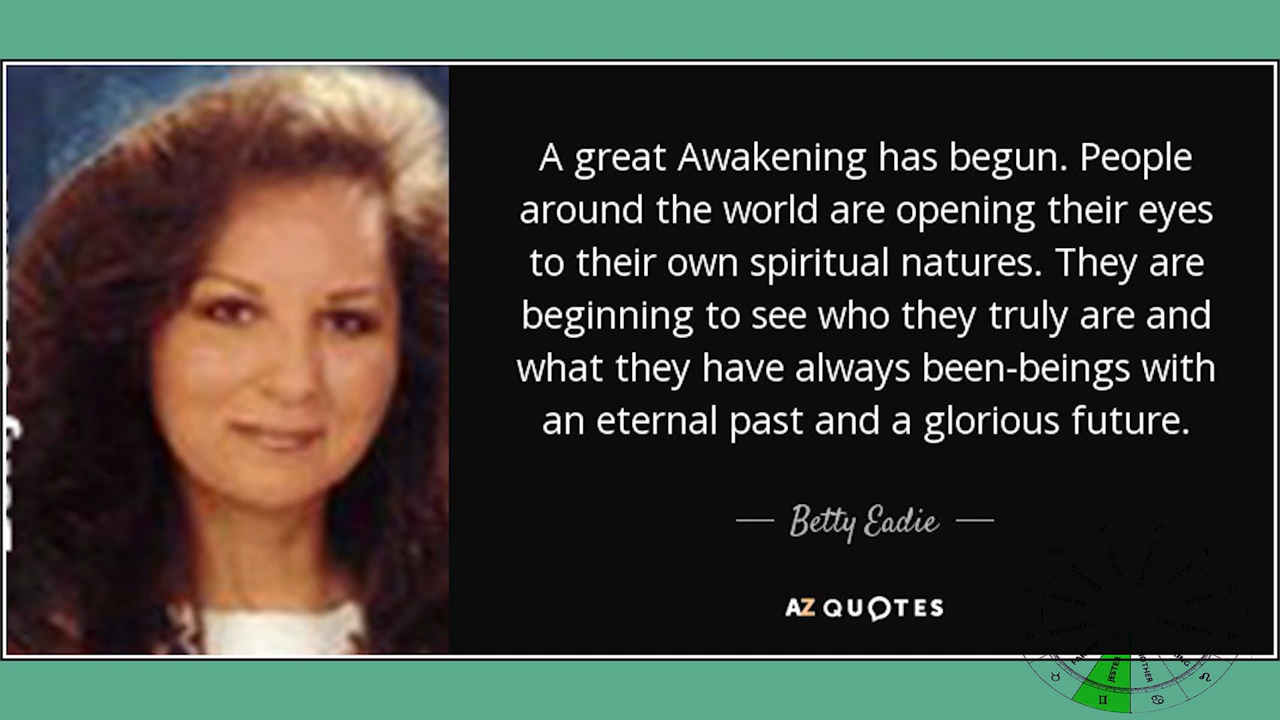 A great Awakening has begun. People
around the world are opening their eyes
to their own spiritual natures. They are
beginning to see who they truly are and
what they have always been-beings with
an eternal past and a glorious future.
Betty Eadie
AZ QUOTES
JESTER